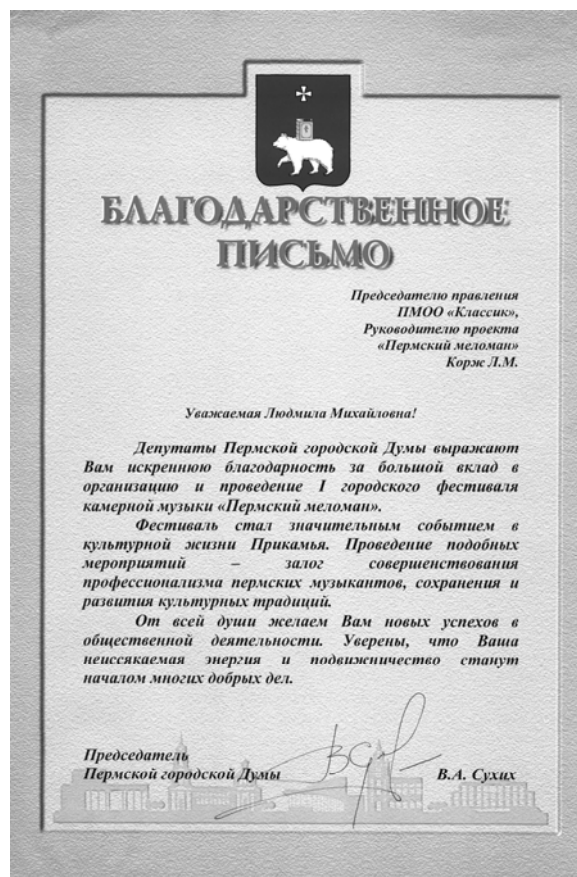 БЛАГОДАРСТВЕННОЕ
ПИСЬМО
Председателю правления
ПМОО «Классик»,
Руководителю проекта
«Пермский меломан»
Корж Л.М.
Уважаемая Людмила Михайловна!
Депутаты Пермской городской Думы выражают
Вам искреннюю благодарность за большой вклад в
организацию и проведение I городского фестиваля
камерной музыки «Пермский меломан».
Фестиваль стал значительным событием в
культурной жизни Прикамья. Проведение подобных
мероприятий – залог совершенствования
профессионализма пермских музыкантов, сохранения и
развития культурных традиций.
От всей души желаем Вам новых успехов в
общественной деятельности. Уверены, что Ваша
неиссякаемая энергия и подвижничество станут
началом многих добрых дел.
Председатель
Пермской городской Думы В.А. Сухих